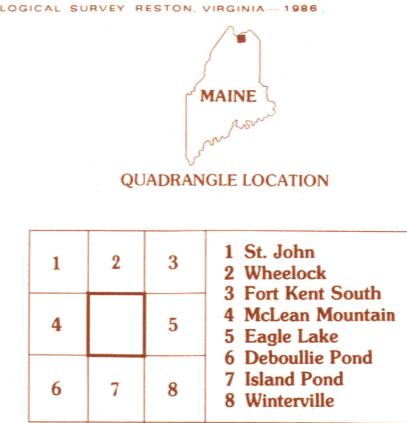 LOGICAL SURVEY RESTON, VIRGINIA—1986
MAINE
QUADRANGLE LOCATION
1 2 3
4 5
6 7 8
1 St. John
2 Wheelock
3 Fort Kent South
4 McLean Mountain
5 Eagle Lake
6 Deboullie Pond
7 Island Pond
8 Winterville